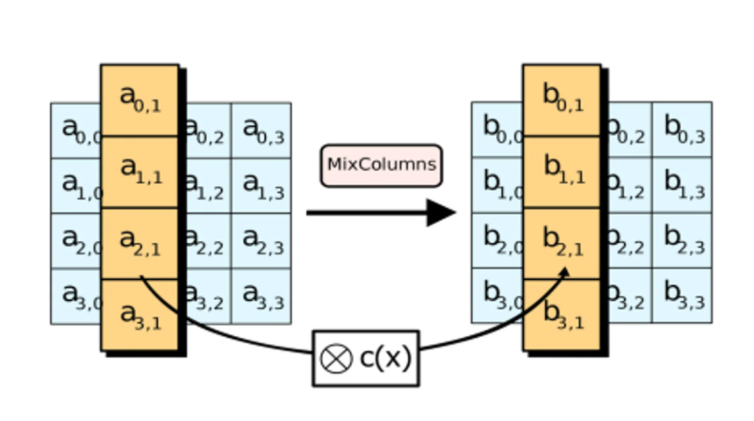 a0,1
b0,1
a0,0 a0,2 a0,3
b0,0 b0,2 b0,3
MixColumns
a1,1
b1,1
a1,0 a1,2 a1,3
b1,0 b1,2 b1,3
a2,1
b2,1
a2,0 a2,2 a2,3
b2,0 b2,2 b2,3
a3,0 a3,2 a3,3
b3,0 b3,2 b3,3
a3,1
b3,1
⊗ c(x)